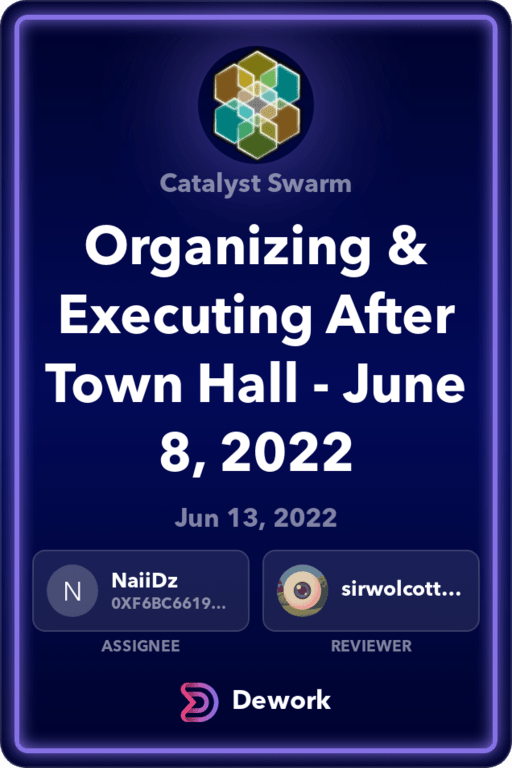 Catalyst Swarm
Organizing &
Executing After
Town Hall - June
8, 2022
Jun 13, 2022
N
NaiiDz
0XF6BC6619...
sirwolcott...
ASSIGNEE
REVIEWER
Dework